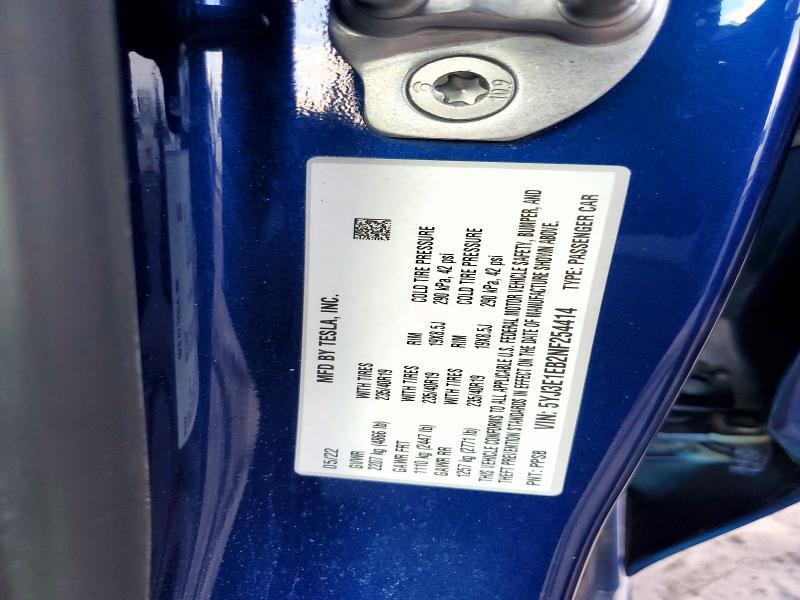 6
10.9
05/22 MFD BY TESLA, INC.
GVWR WITH TIRES
2207 kg (4866 lb) 235/40R19
GAWR FRT WITH TIRES RIM COLD TIRE PRESSURE
1110 kg (2447 lb) 235/40R19 19X8.5J 290 kPa, 42 psi
GAWR RR WITH TIRES RIM COLD TIRE PRESSURE
1257 kg (2771 lb) 235/40R19 19X8.5J 290 kPa, 42 psi
THIS VEHICLE CONFORMS TO ALL APPLICABLE U.S. FEDERAL MOTOR VEHICLE SAFETY, BUMPER, AND
THEFT PREVENTION STANDARDS IN EFFECT ON THE DATE OF MANUFACTURE SHOWN ABOVE.
PNT: PPSB VIN: 5YJ3E1EB2NF254414 TYPE: PASSENGER CAR